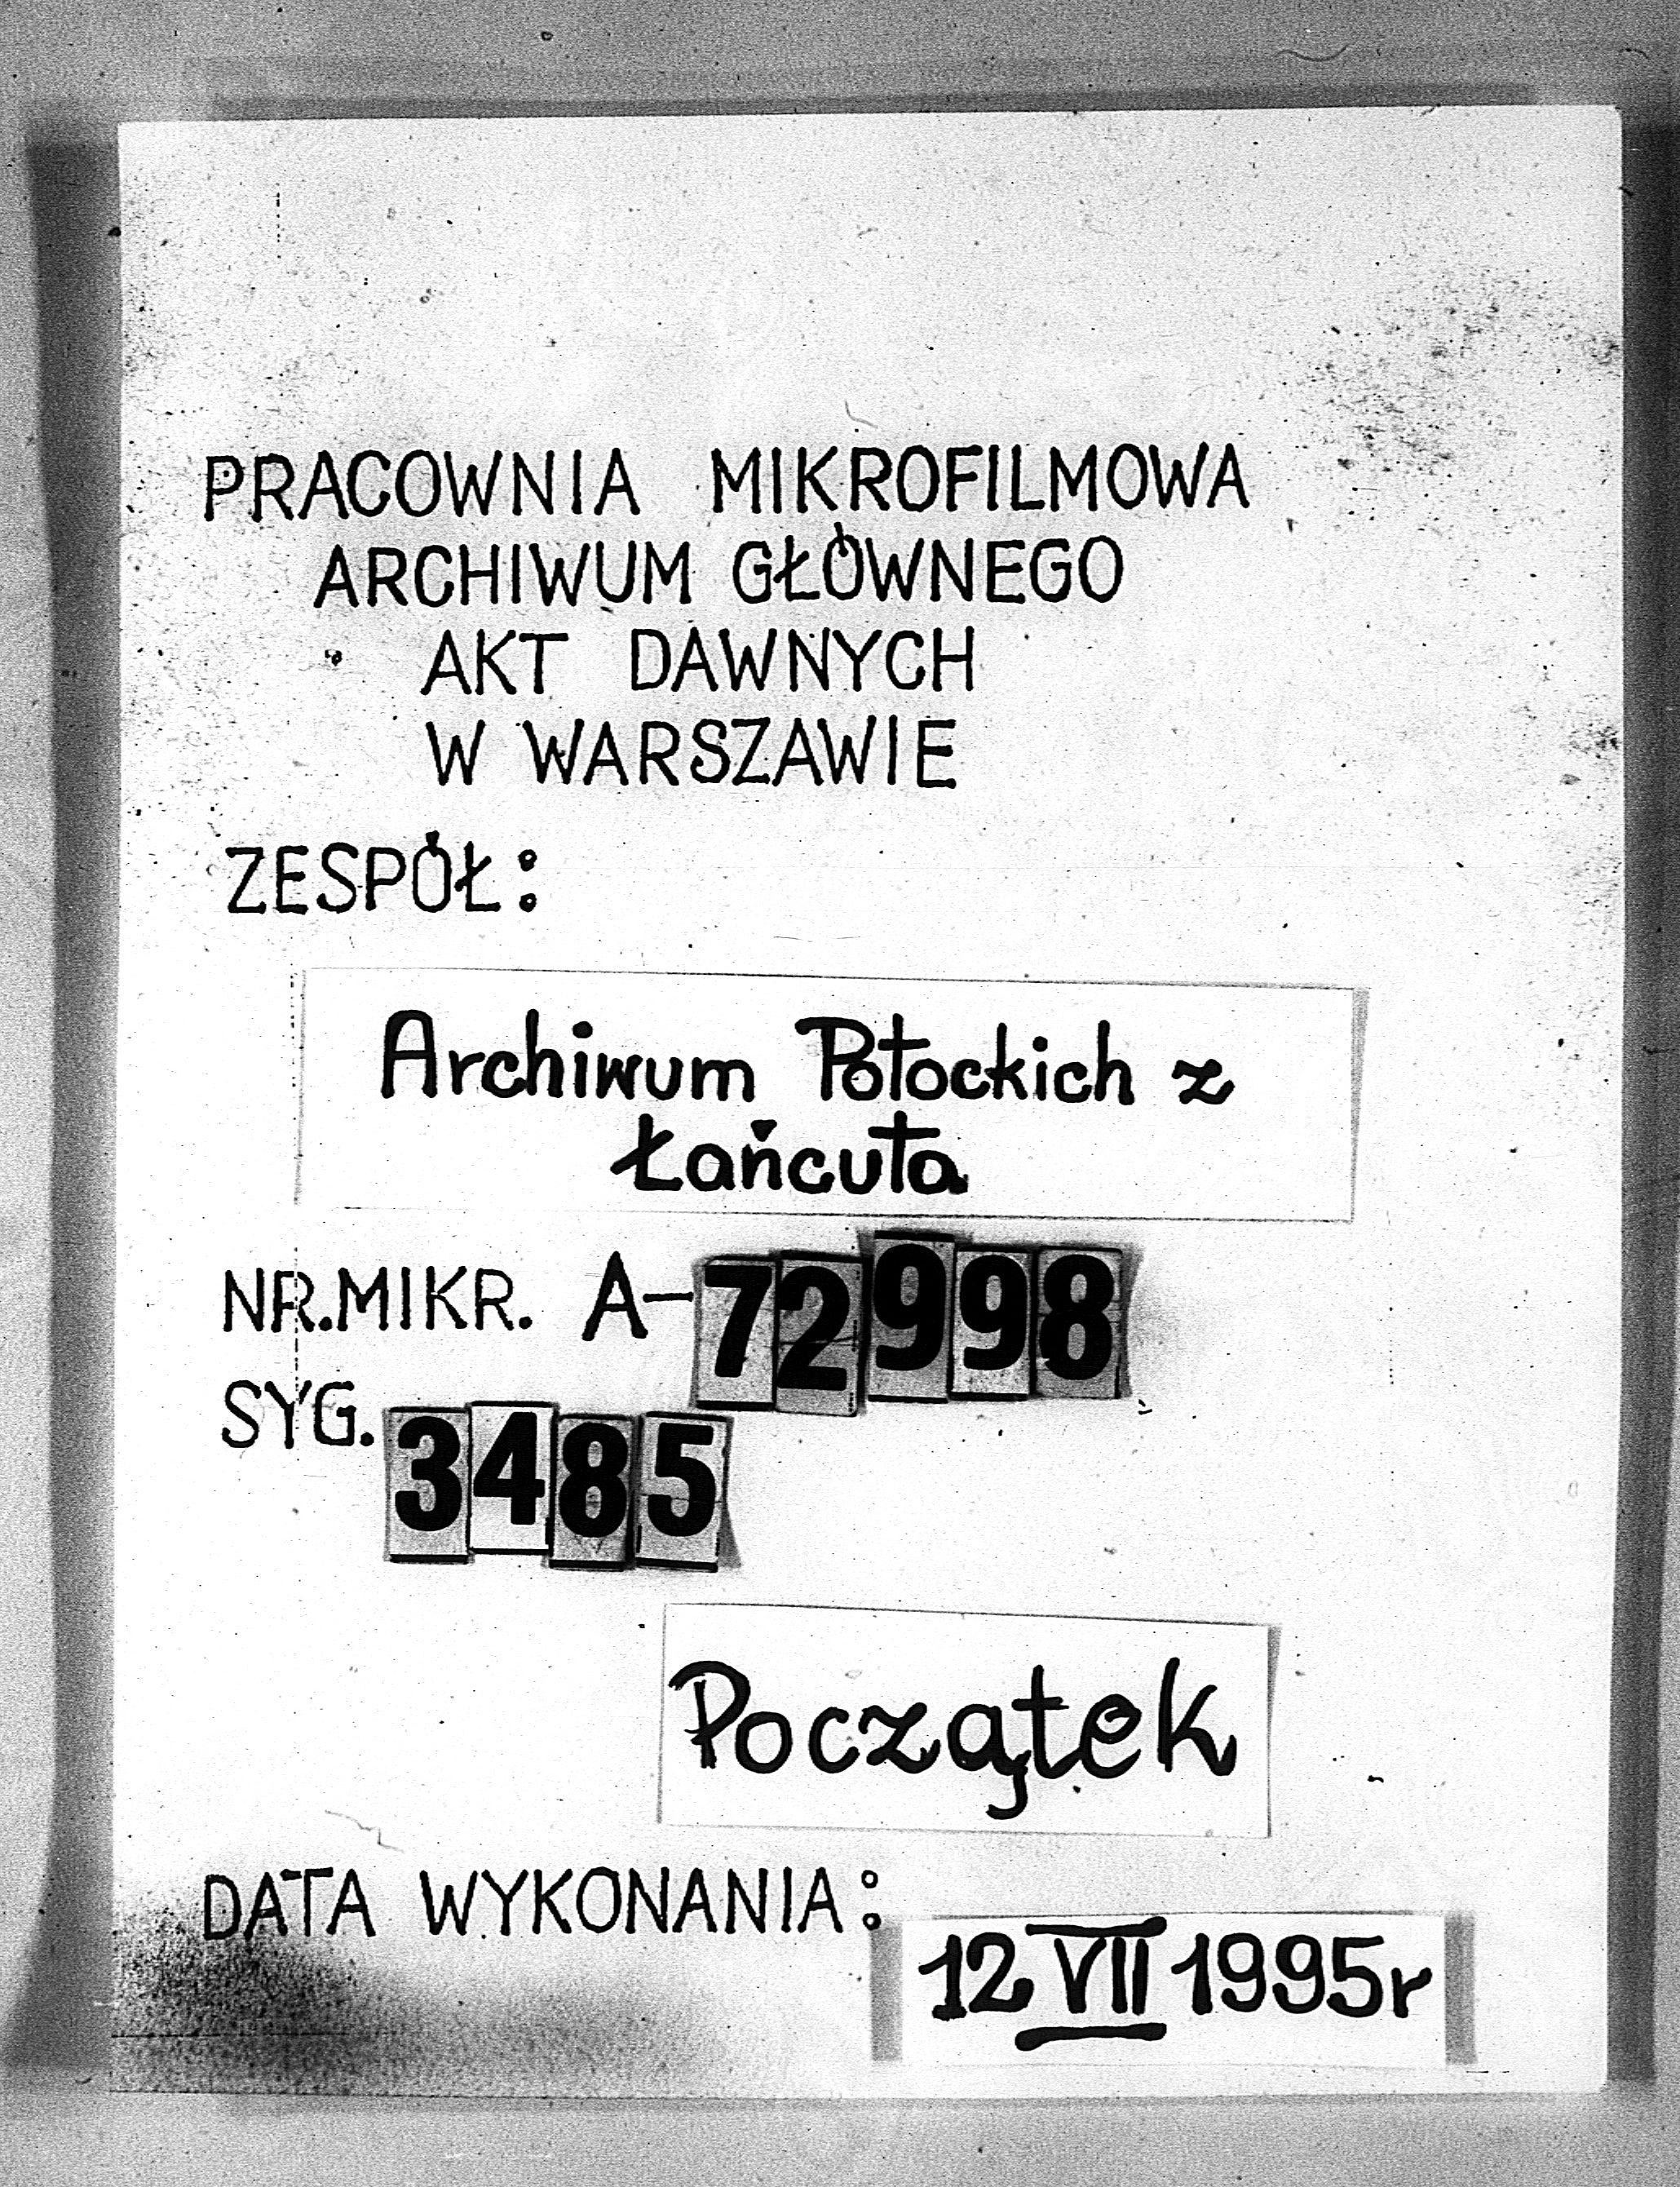 PRACOWNIA MIKROFILMOWA
ARCHIWUM GŁÓWNEGO
AKT DAWNYCH
W WARSZAWIE
ZESPÓŁ:
Archiwum Potockich z
Łańcuta
NR.MIKR. A-72998
SYG. 3485
Początek
DATA WYKONANIA:
12 VII 1995r